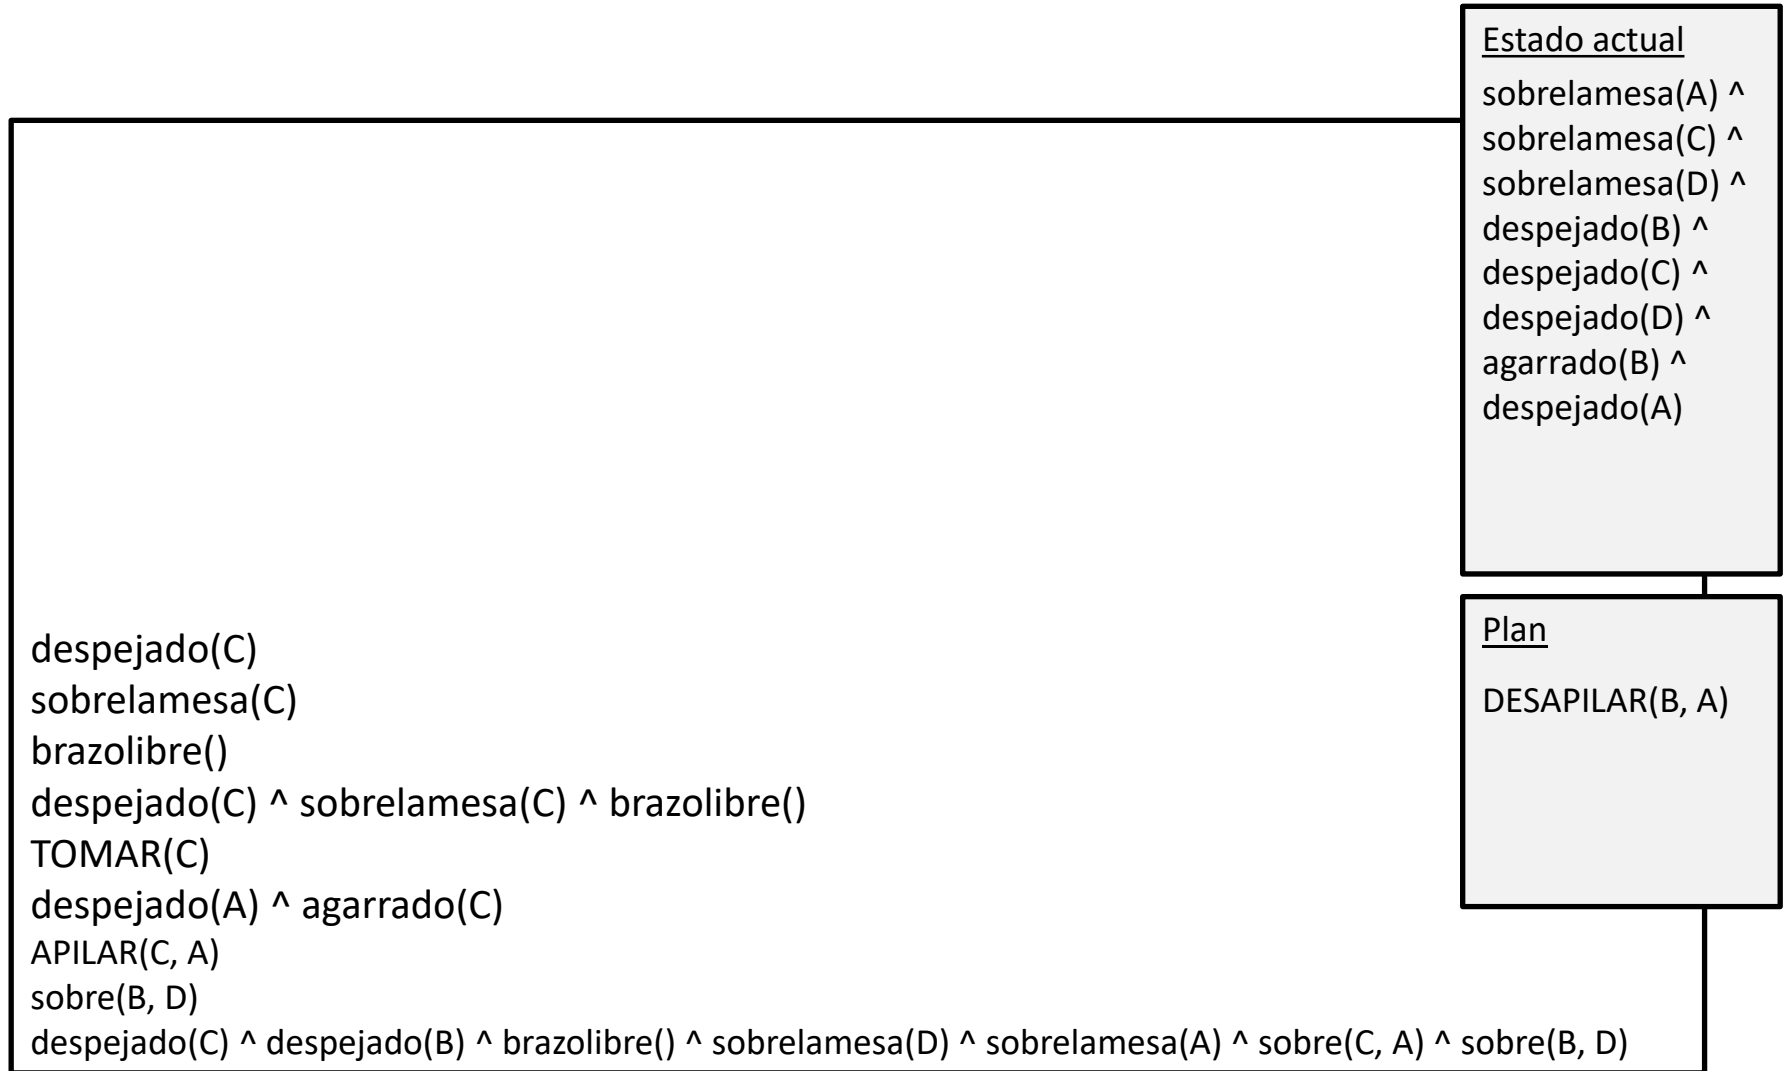 Estado actual
sobrelamesa(A) ^
sobrelamesa(C) ^
sobrelamesa(D) ^
despejado(B) ^
despejado(C) ^
despejado(D) ^
agarrado(B) ^
despejado(A)
Plan
DESAPILAR(B, A)
despejado(C)
sobrelamesa(C)
brazolibre()
despejado(C) ^ sobrelamesa(C) ^ brazolibre()
TOMAR(C)
despejado(A) ^ agarrado(C)
APILAR(C, A)
sobre(B, D)
despejado(C) ^ despejado(B) ^ brazolibre() ^ sobrelamesa(D) ^ sobrelamesa(A) ^ sobre(C, A) ^ sobre(B, D)